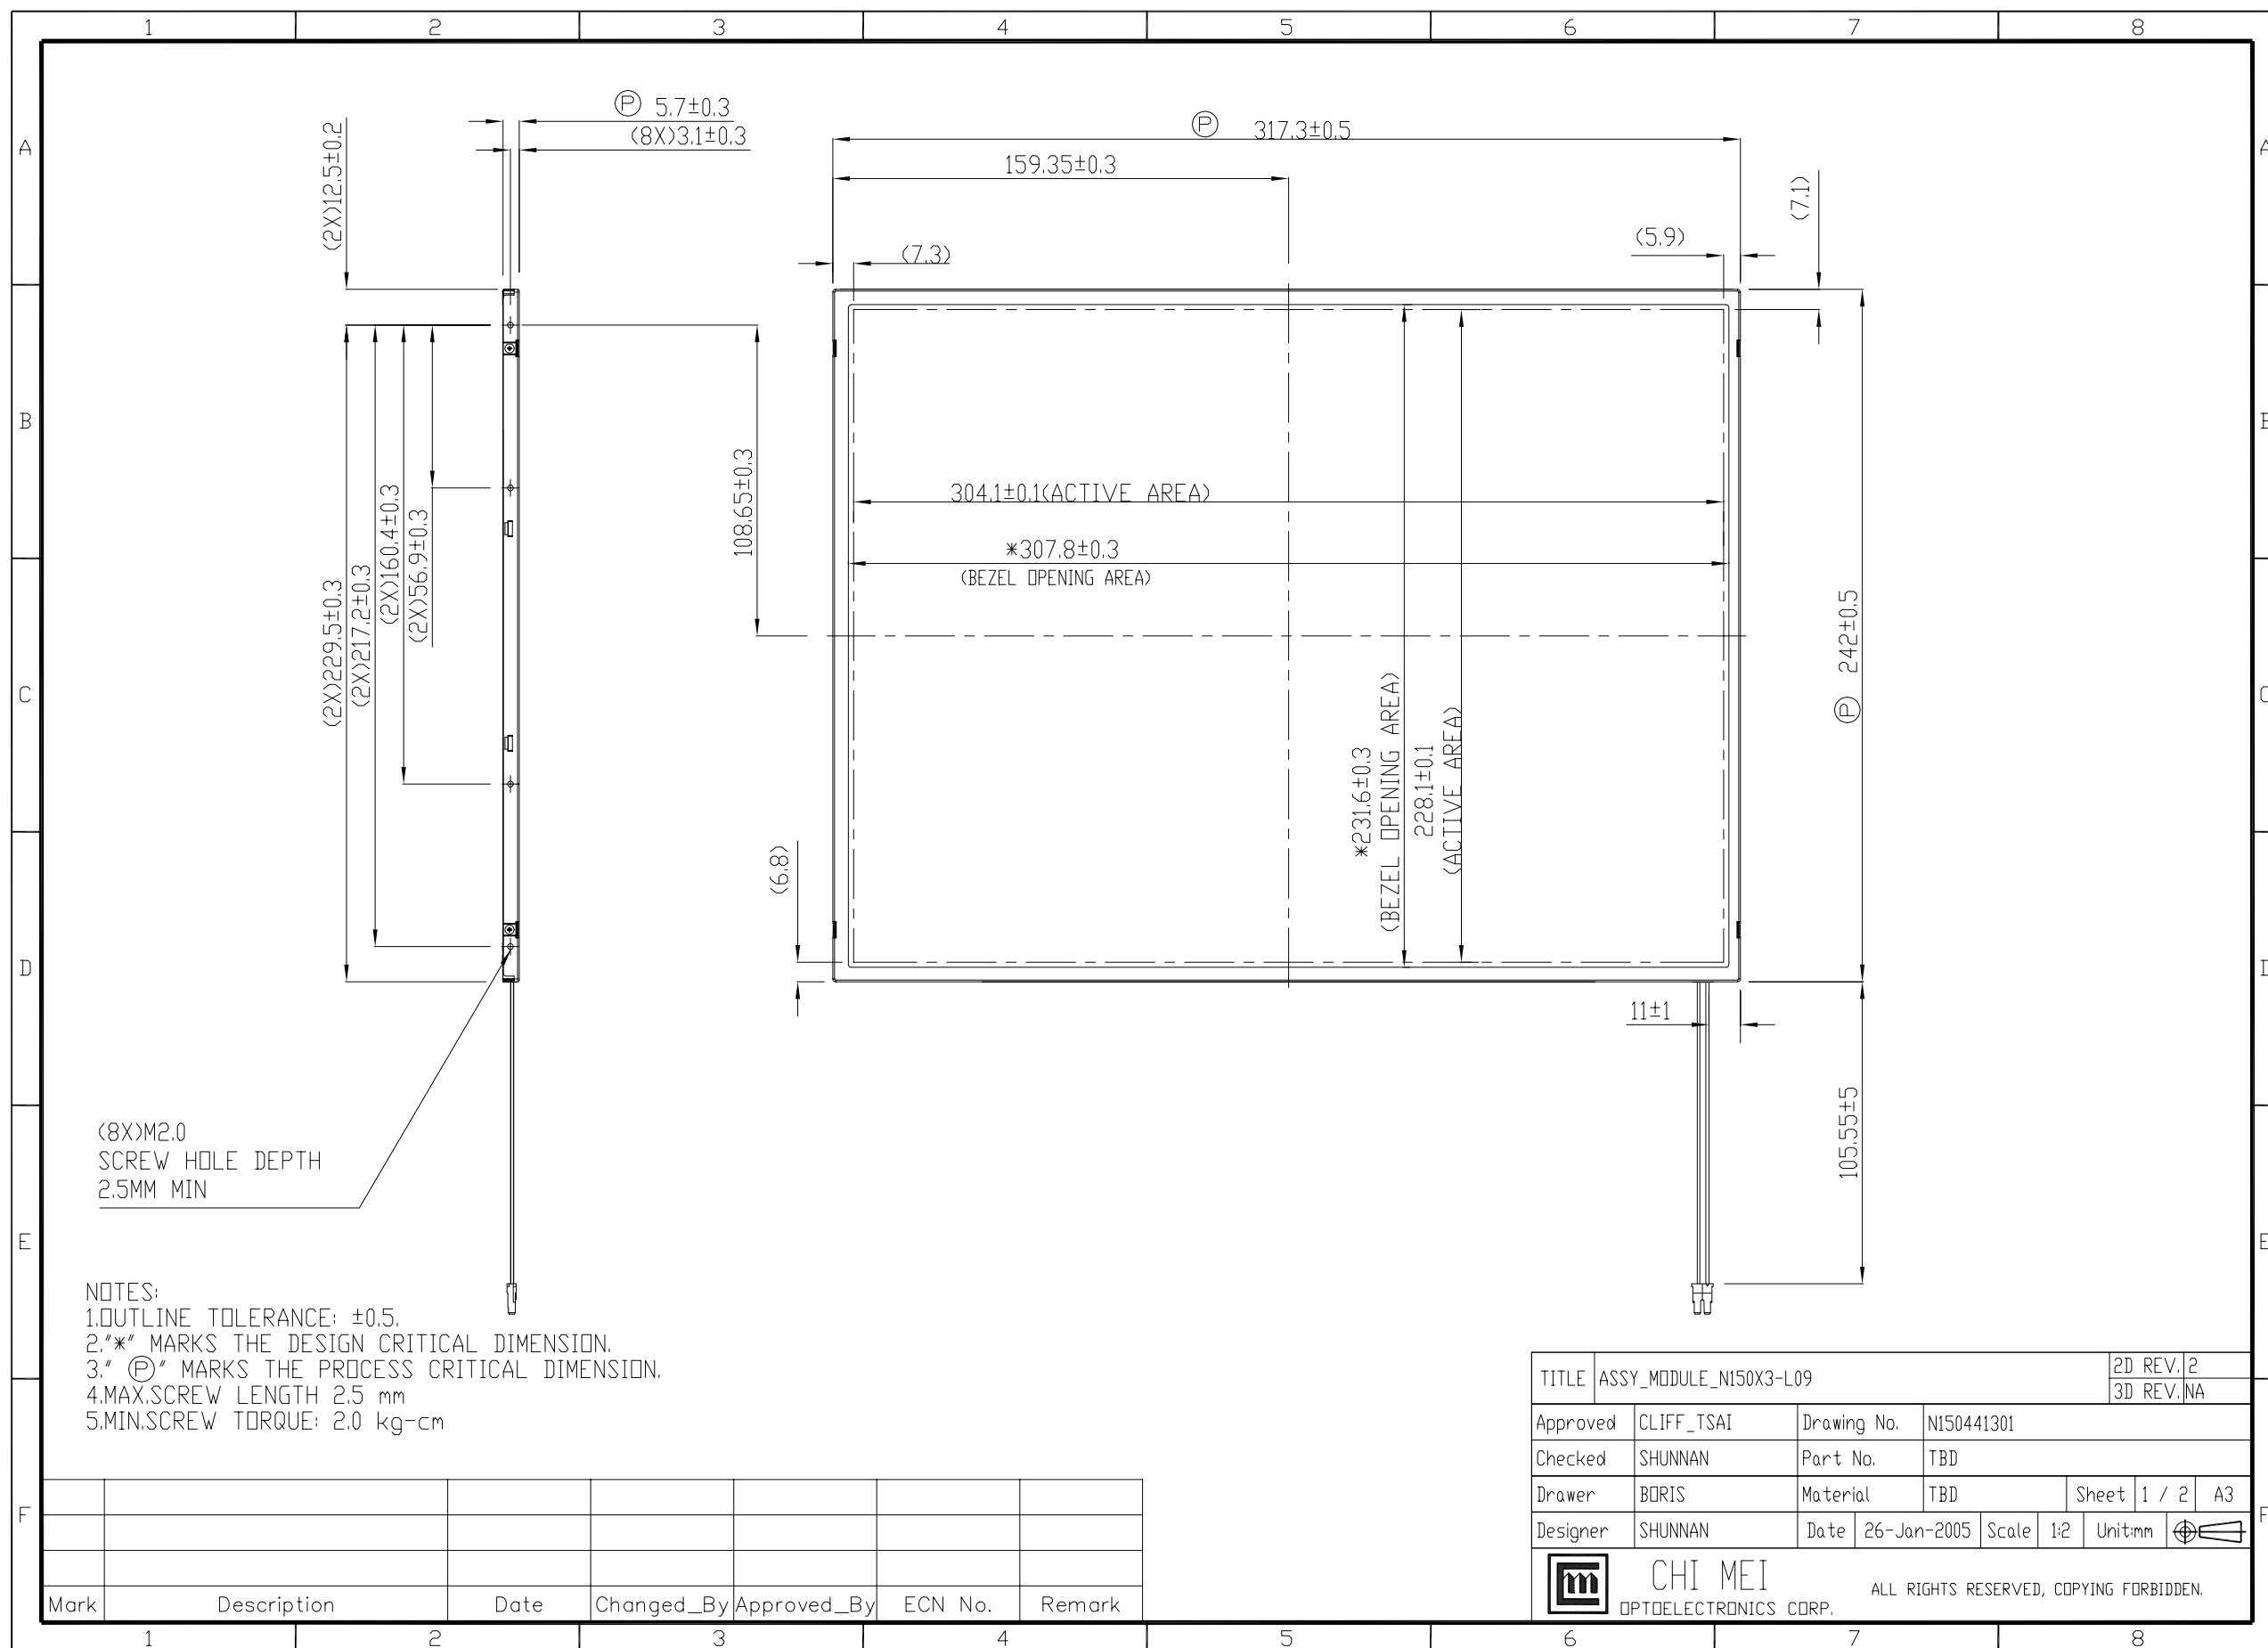 1 2 3 4 5 6 7 8
A
B
C
D
E
F
A
C
E
F
Ⓟ 5.7±0.3
(8X)3.1±0.3
(2X)12.5±0.2
(2X)229.5±0.3
(2X)217.2±0.3
(2X)160.4±0.3
(2X)56.9±0.3
Ⓟ 317.3±0.5
159.35±0.3
(7.3)
(5.9)
(7.1)
108.65±0.3
304.1±0.1(ACTIVE AREA)
*307.8±0.3
(BEZEL OPENING AREA)
*231.6±0.3
(BEZEL OPENING AREA)
228.1±0.1
(ACTIVE AREA)
Ⓟ 242±0.5
(6.8)
11±1
105.55±5
(8X)M2.0
SCREW HOLE DEPTH
2.5MM MIN
NOTES:
1.OUTLINE TOLERANCE: ±0.5.
2."*" MARKS THE DESIGN CRITICAL DIMENSION.
3." Ⓟ" MARKS THE PROCESS CRITICAL DIMENSION.
4.MAX.SCREW LENGTH 2.5 mm
5.MIN.SCREW TORQUE: 2.0 kg-cm
Mark Description Date Changed_By Approved_By ECN No. Remark
TITLE ASSY_MODULE_N150X3-L09
2D REV. 2
3D REV. NA
Approved CLIFF_TSAI Drawing No. N150441301
Checked SHUNNAN Part No. TBD
Drawer BORIS Material TBD Sheet 1 / 2 A3
Designer SHUNNAN Date 26-Jan-2005 Scale 1:2 Unit:mm
CHI MEI
OPTOELECTRONICS CORP.
ALL RIGHTS RESERVED, COPYING FORBIDDEN.
1 2 3 4 5 6 7 8